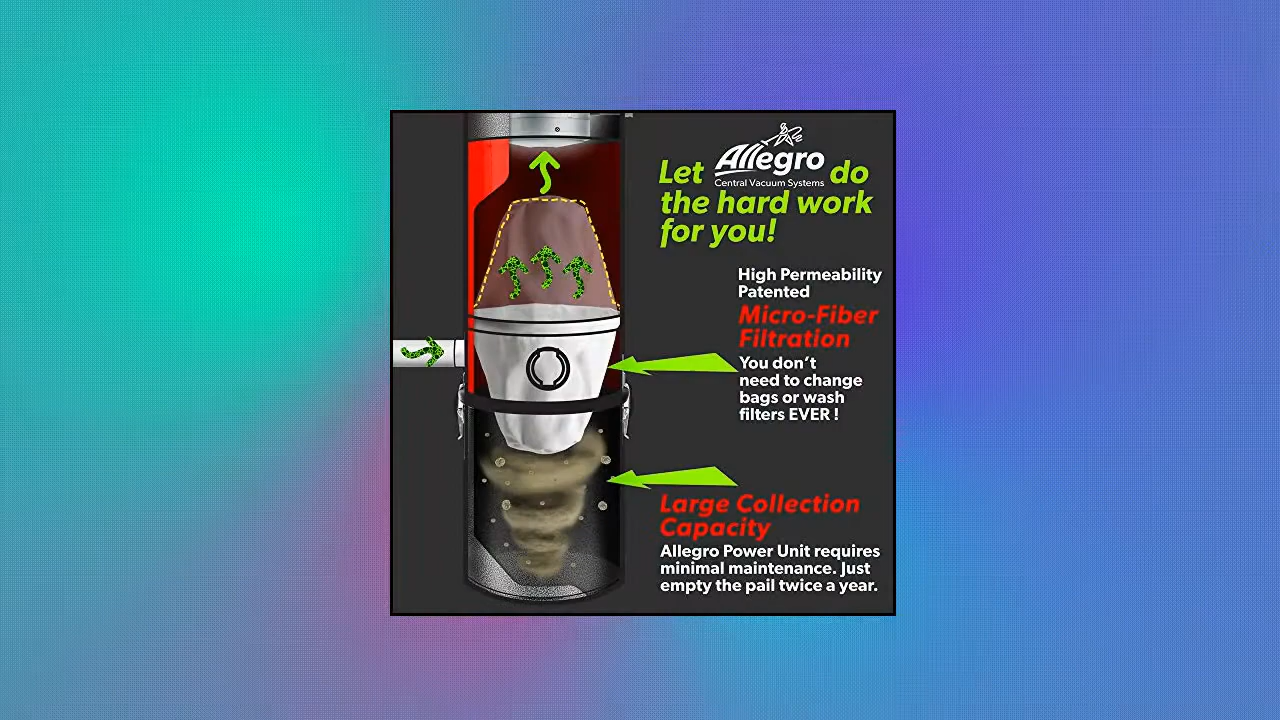 Let Allegro do
Central Vacuum Systems
the hard work
for you!
High Permeability
Patented
Micro-Fiber
Filtration
You don't
need to change
bags or wash
filters EVER !
Large Collection
Capacity
Allegro Power Unit requires
minimal maintenance. Just
empty the pail twice a year.